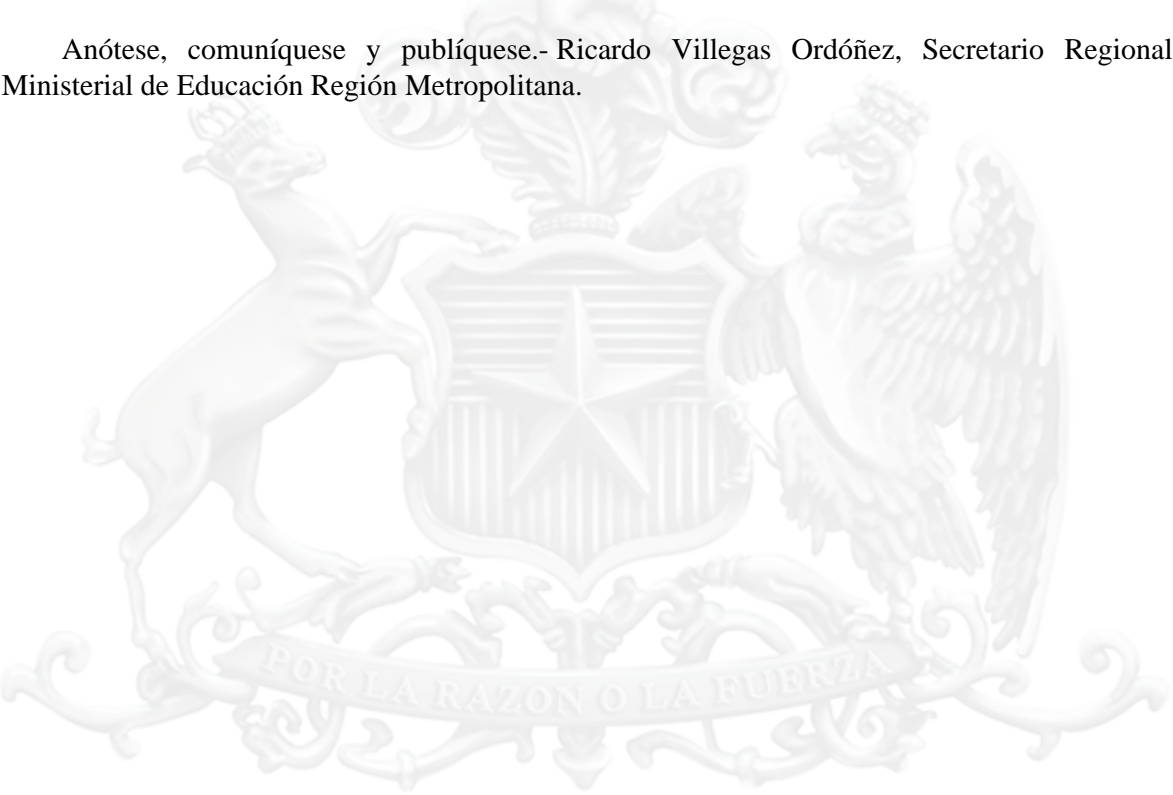 Anótese, comuníquese y publíquese.- Ricardo Villegas Ordóñez, Secretario Regional
Ministerial de Educación Región Metropolitana.
POR LA RAZON O LA FUERZA